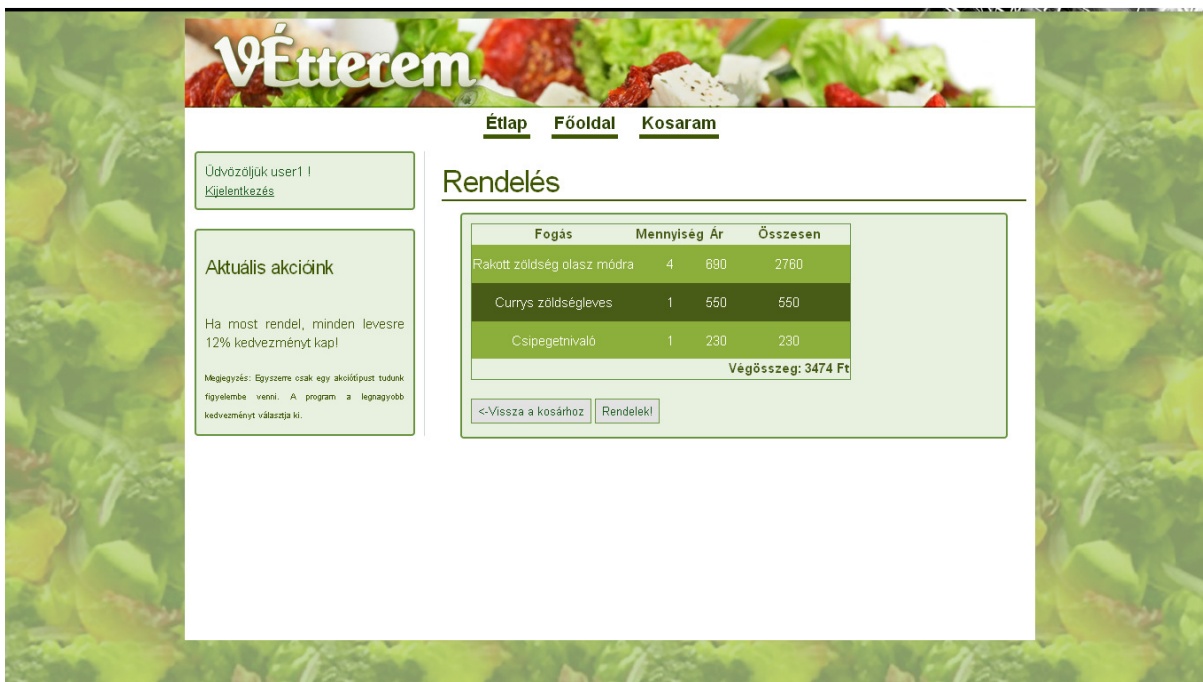 VÉtterem
Étlap Főoldal Kosaram
Üdvözöljük user1 !
Kijelentkezés
Aktuális akcióink
Ha most rendel, minden levesre
12% kedvezményt kap!
Megjegyzés: Egyszerre csak egy akciótípust tudunk
figyelembe venni. A program a legnagyobb
kedvezményt választja ki.
Rendelés
Fogás Mennyiség Ár Összesen
Rakott zöldség olasz módra 4 690 2760
Currys zöldségleves 1 550 550
Csipegetnivaló 1 230 230
Végösszeg: 3474 Ft
<-Vissza a kosárhoz Rendelek!